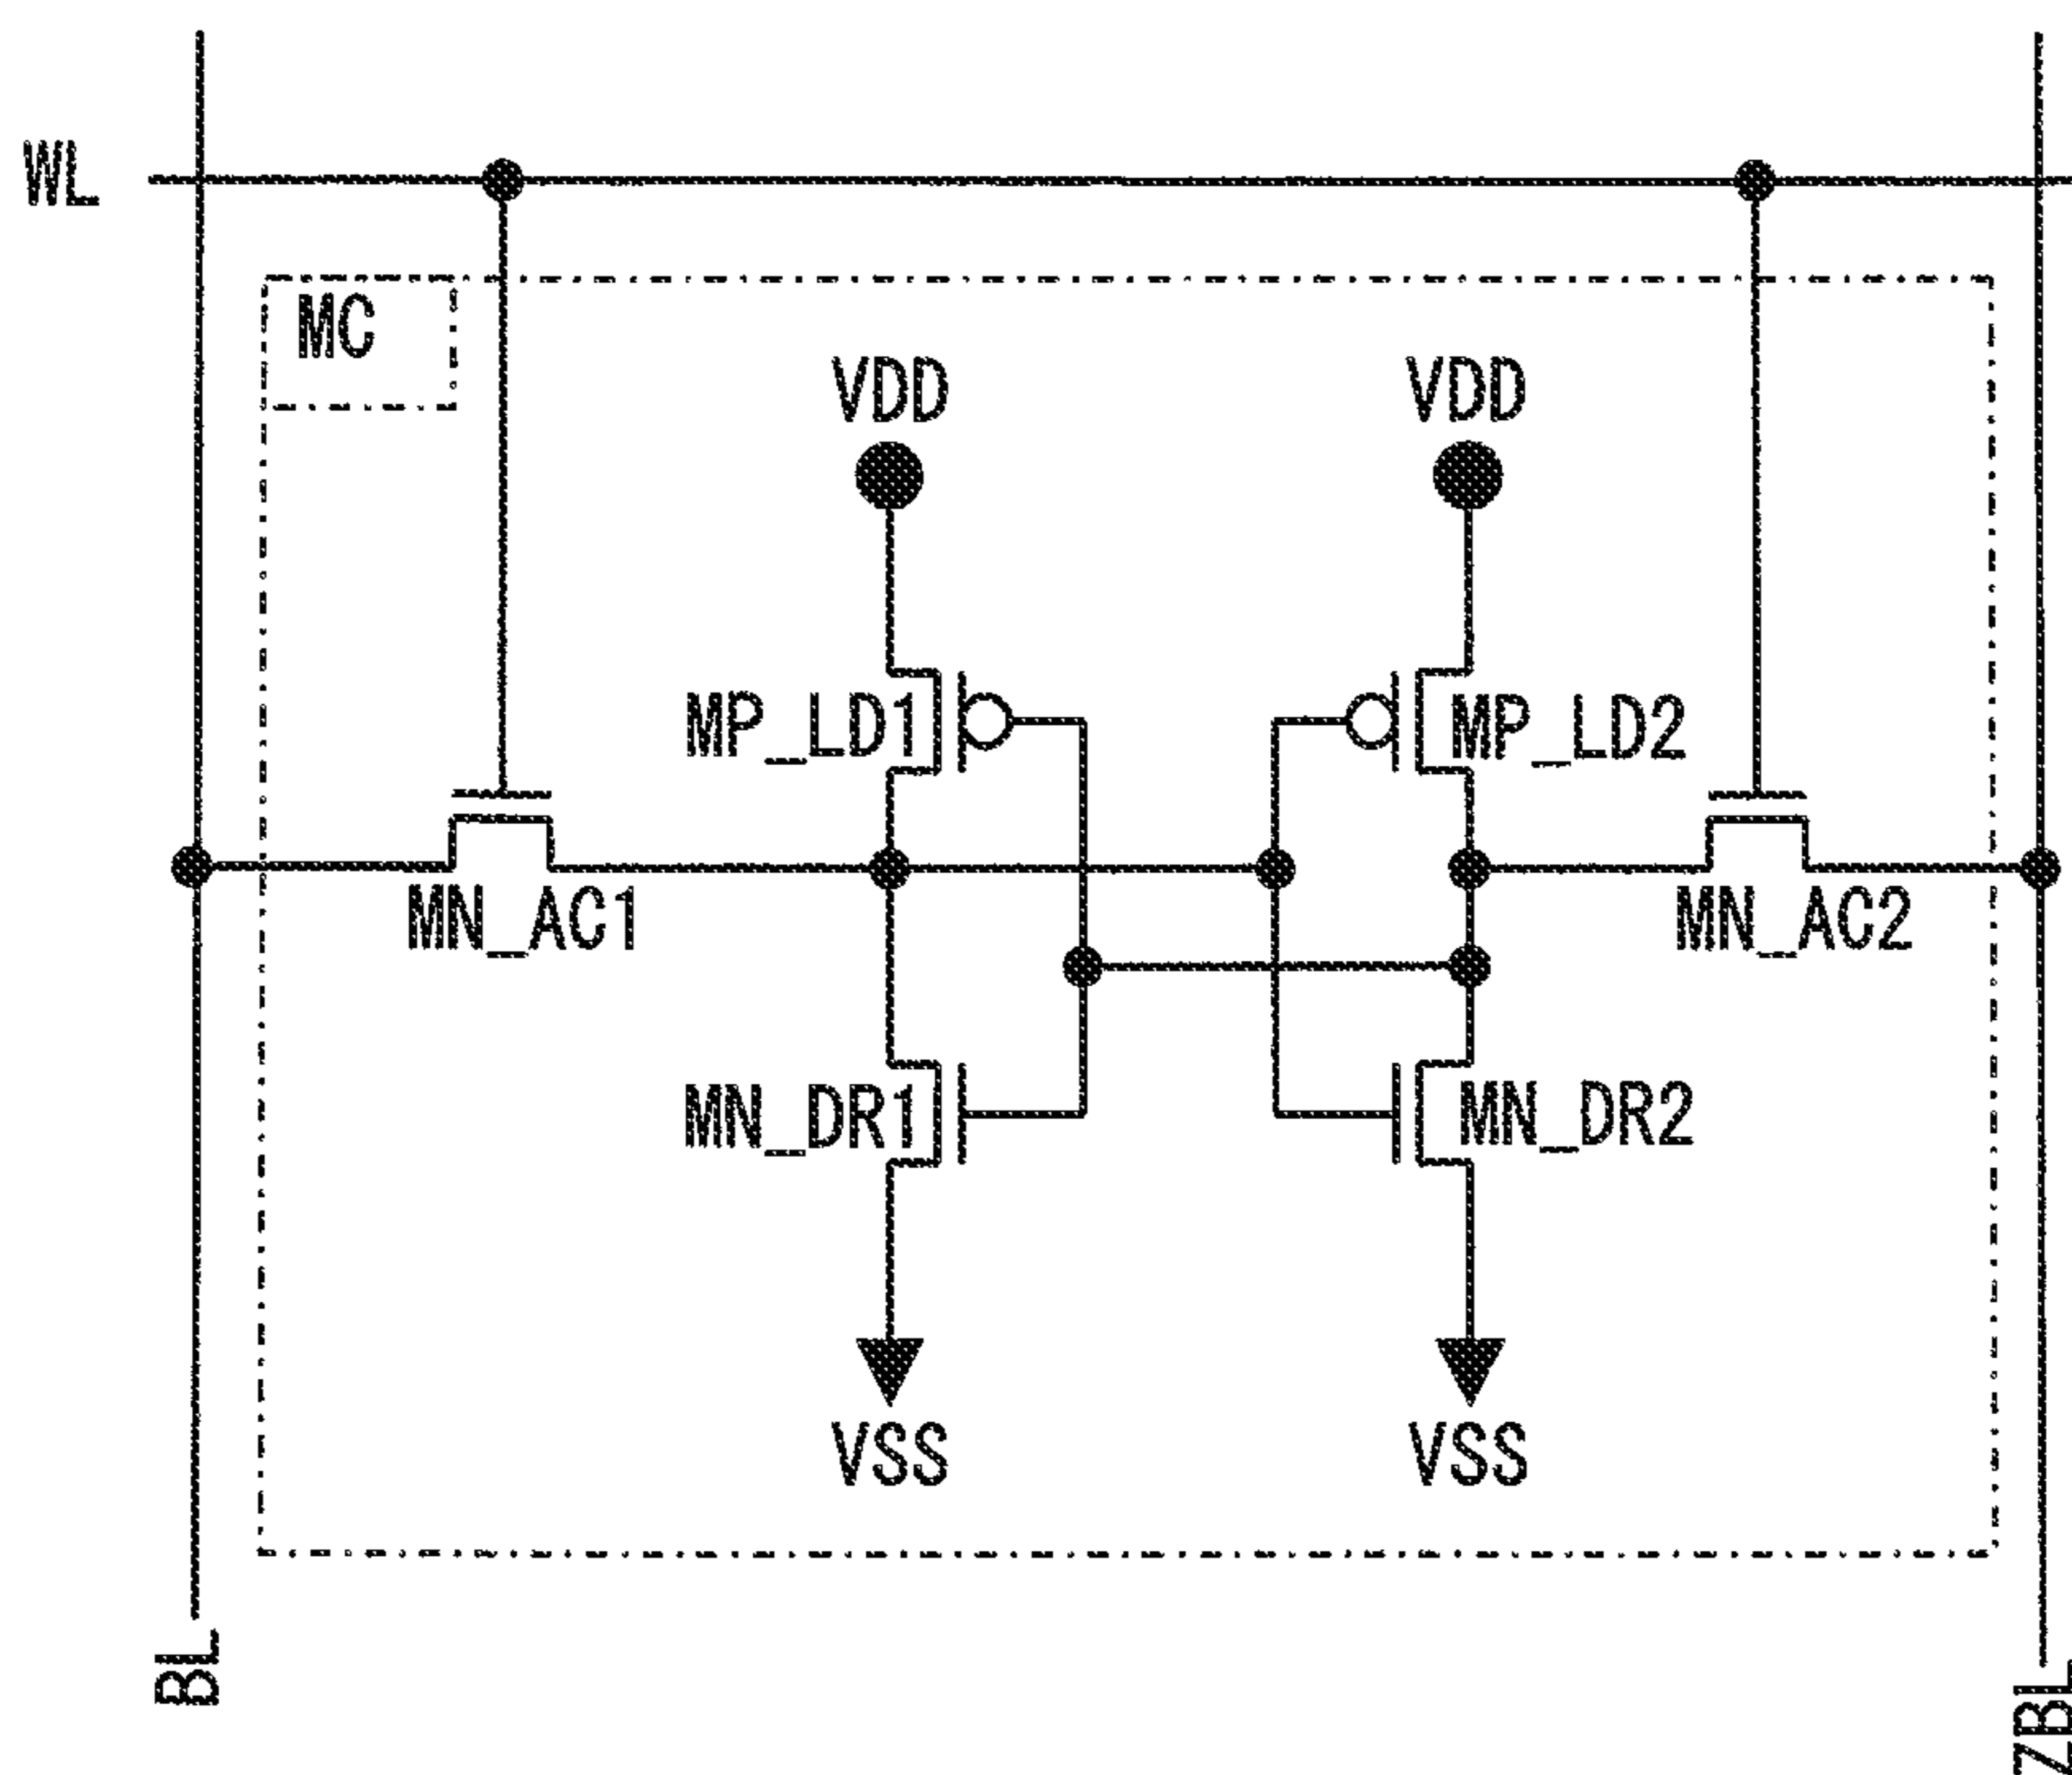 WL
MC
VDD VDD
MP_LD1 MP_LD2
MN_AC1 MN_AC2
MN_DR1 MN_DR2
VSS VSS
BL
ZBL